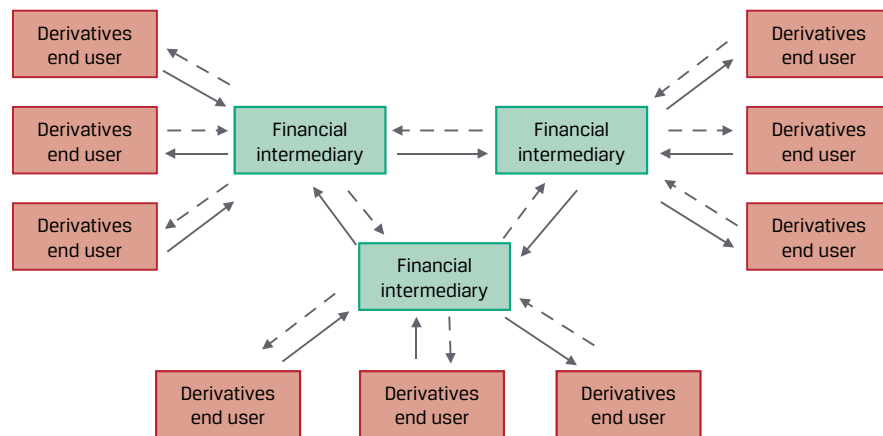 Derivatives
end user
Derivatives
end user
Derivatives
end user
Financial
intermediary
Financial
intermediary
Derivatives
end user
Derivatives
end user
Derivatives
end user
Financial
intermediary
Derivatives
end user
Derivatives
end user
Derivatives
end user